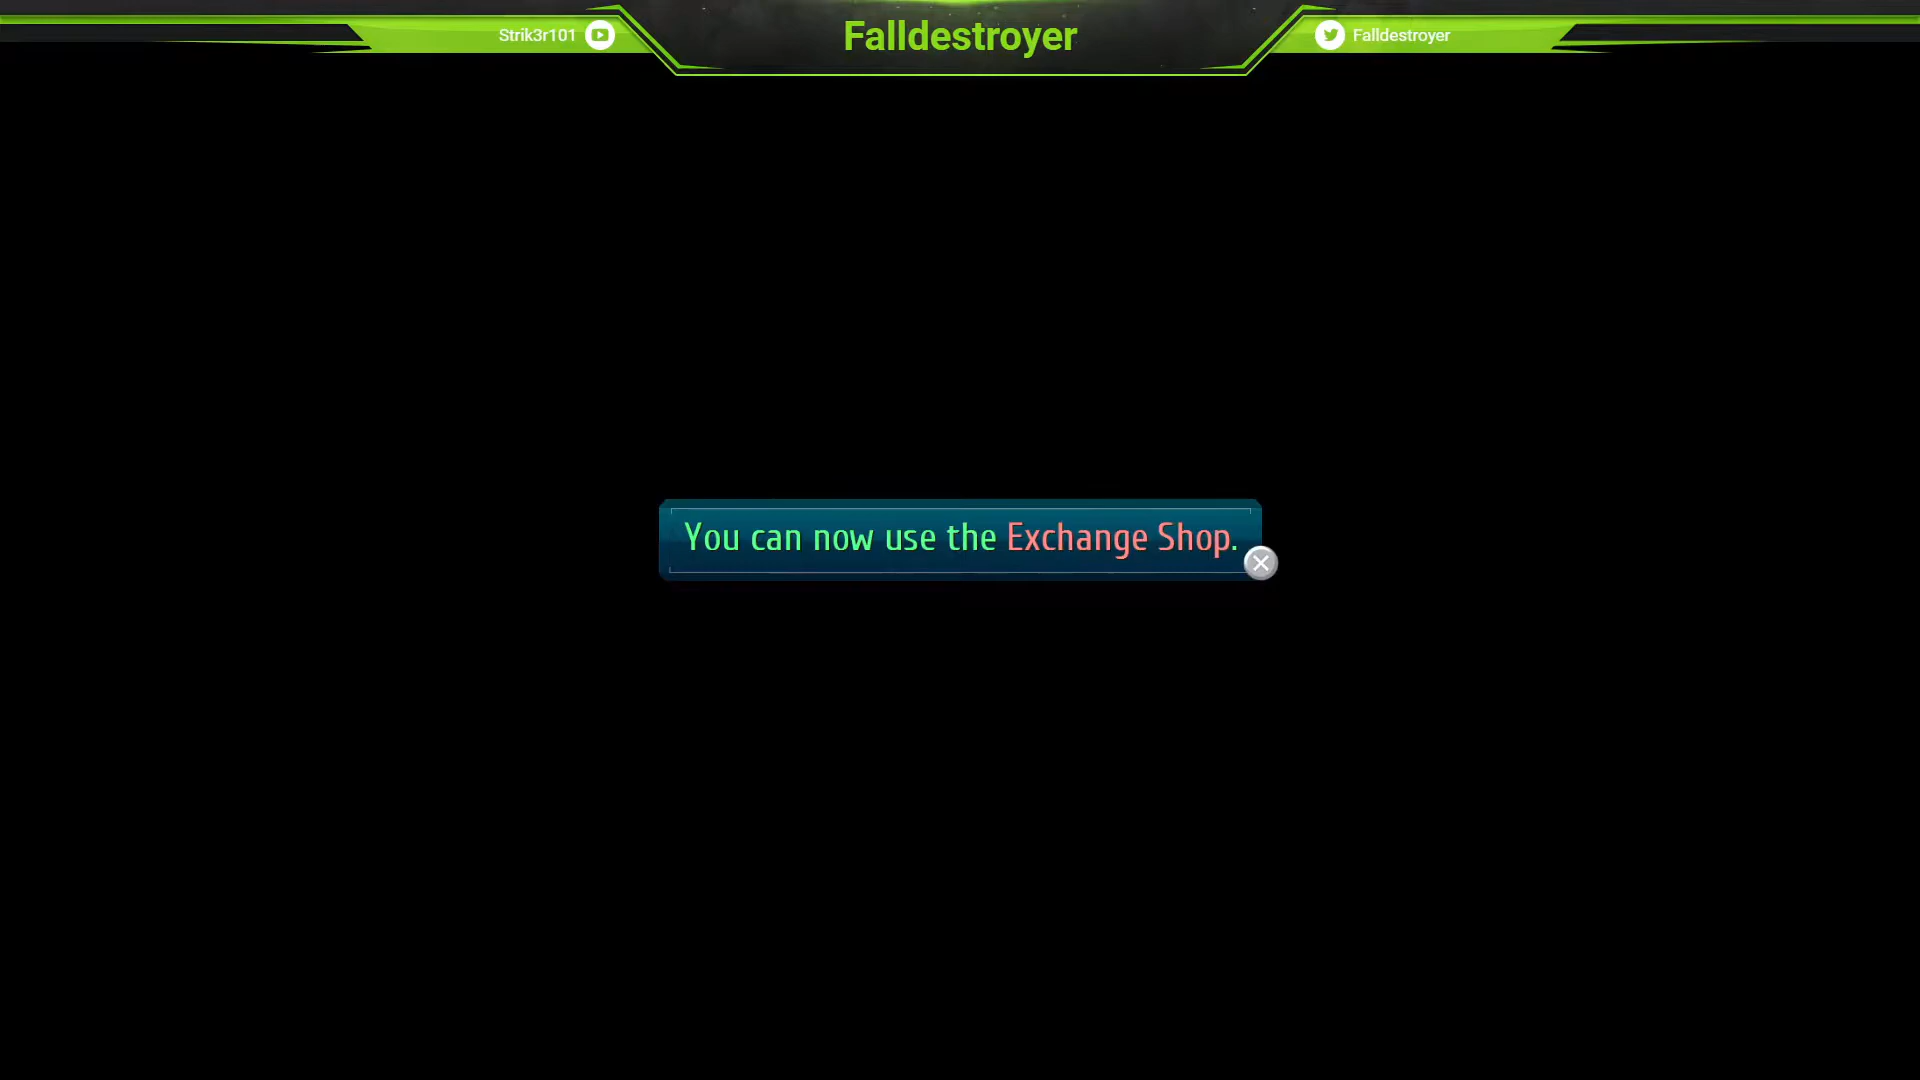 Strik3r101
Falldestroyer
Falldestroyer
You can now use the Exchange Shop.